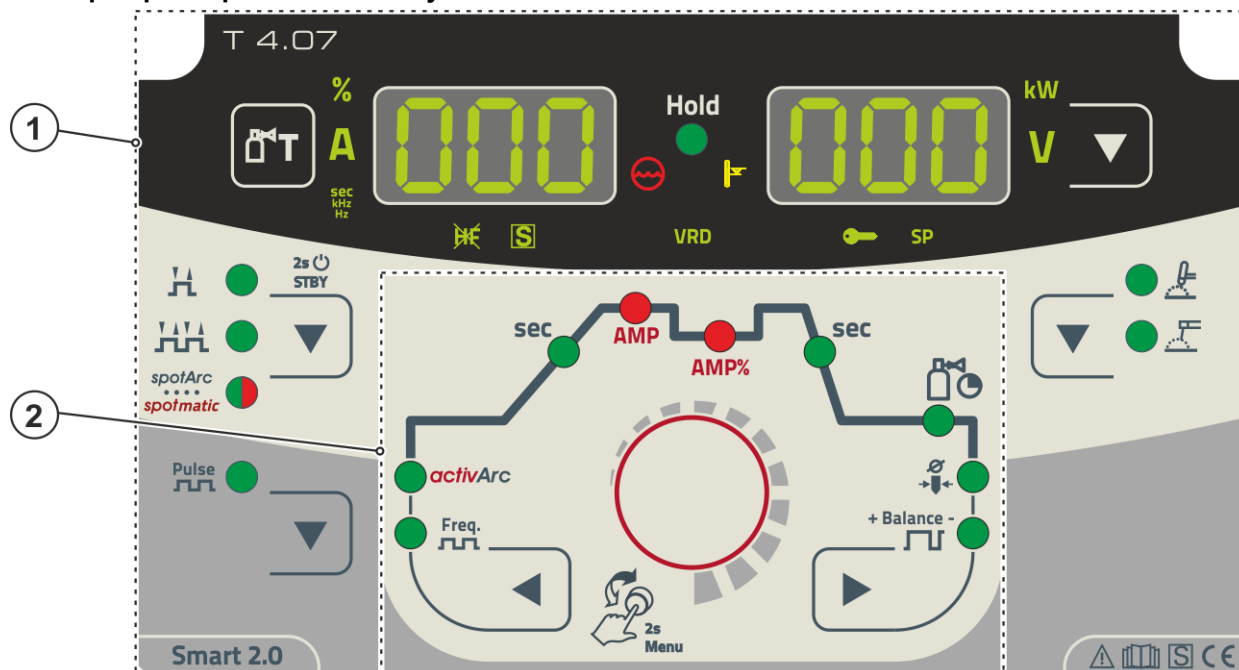 T 4.07
%
kW
Hold
1
T
A
000
000
V
sec
kHz
Hz
HF
S
VRD
SP
2s
STBY
sec
AMP
AMP%
sec
spotArc
spotmatic
2
Pulse
activArc
Freq.
+ Balance -
2s
Menu
Smart 2.0
S CE